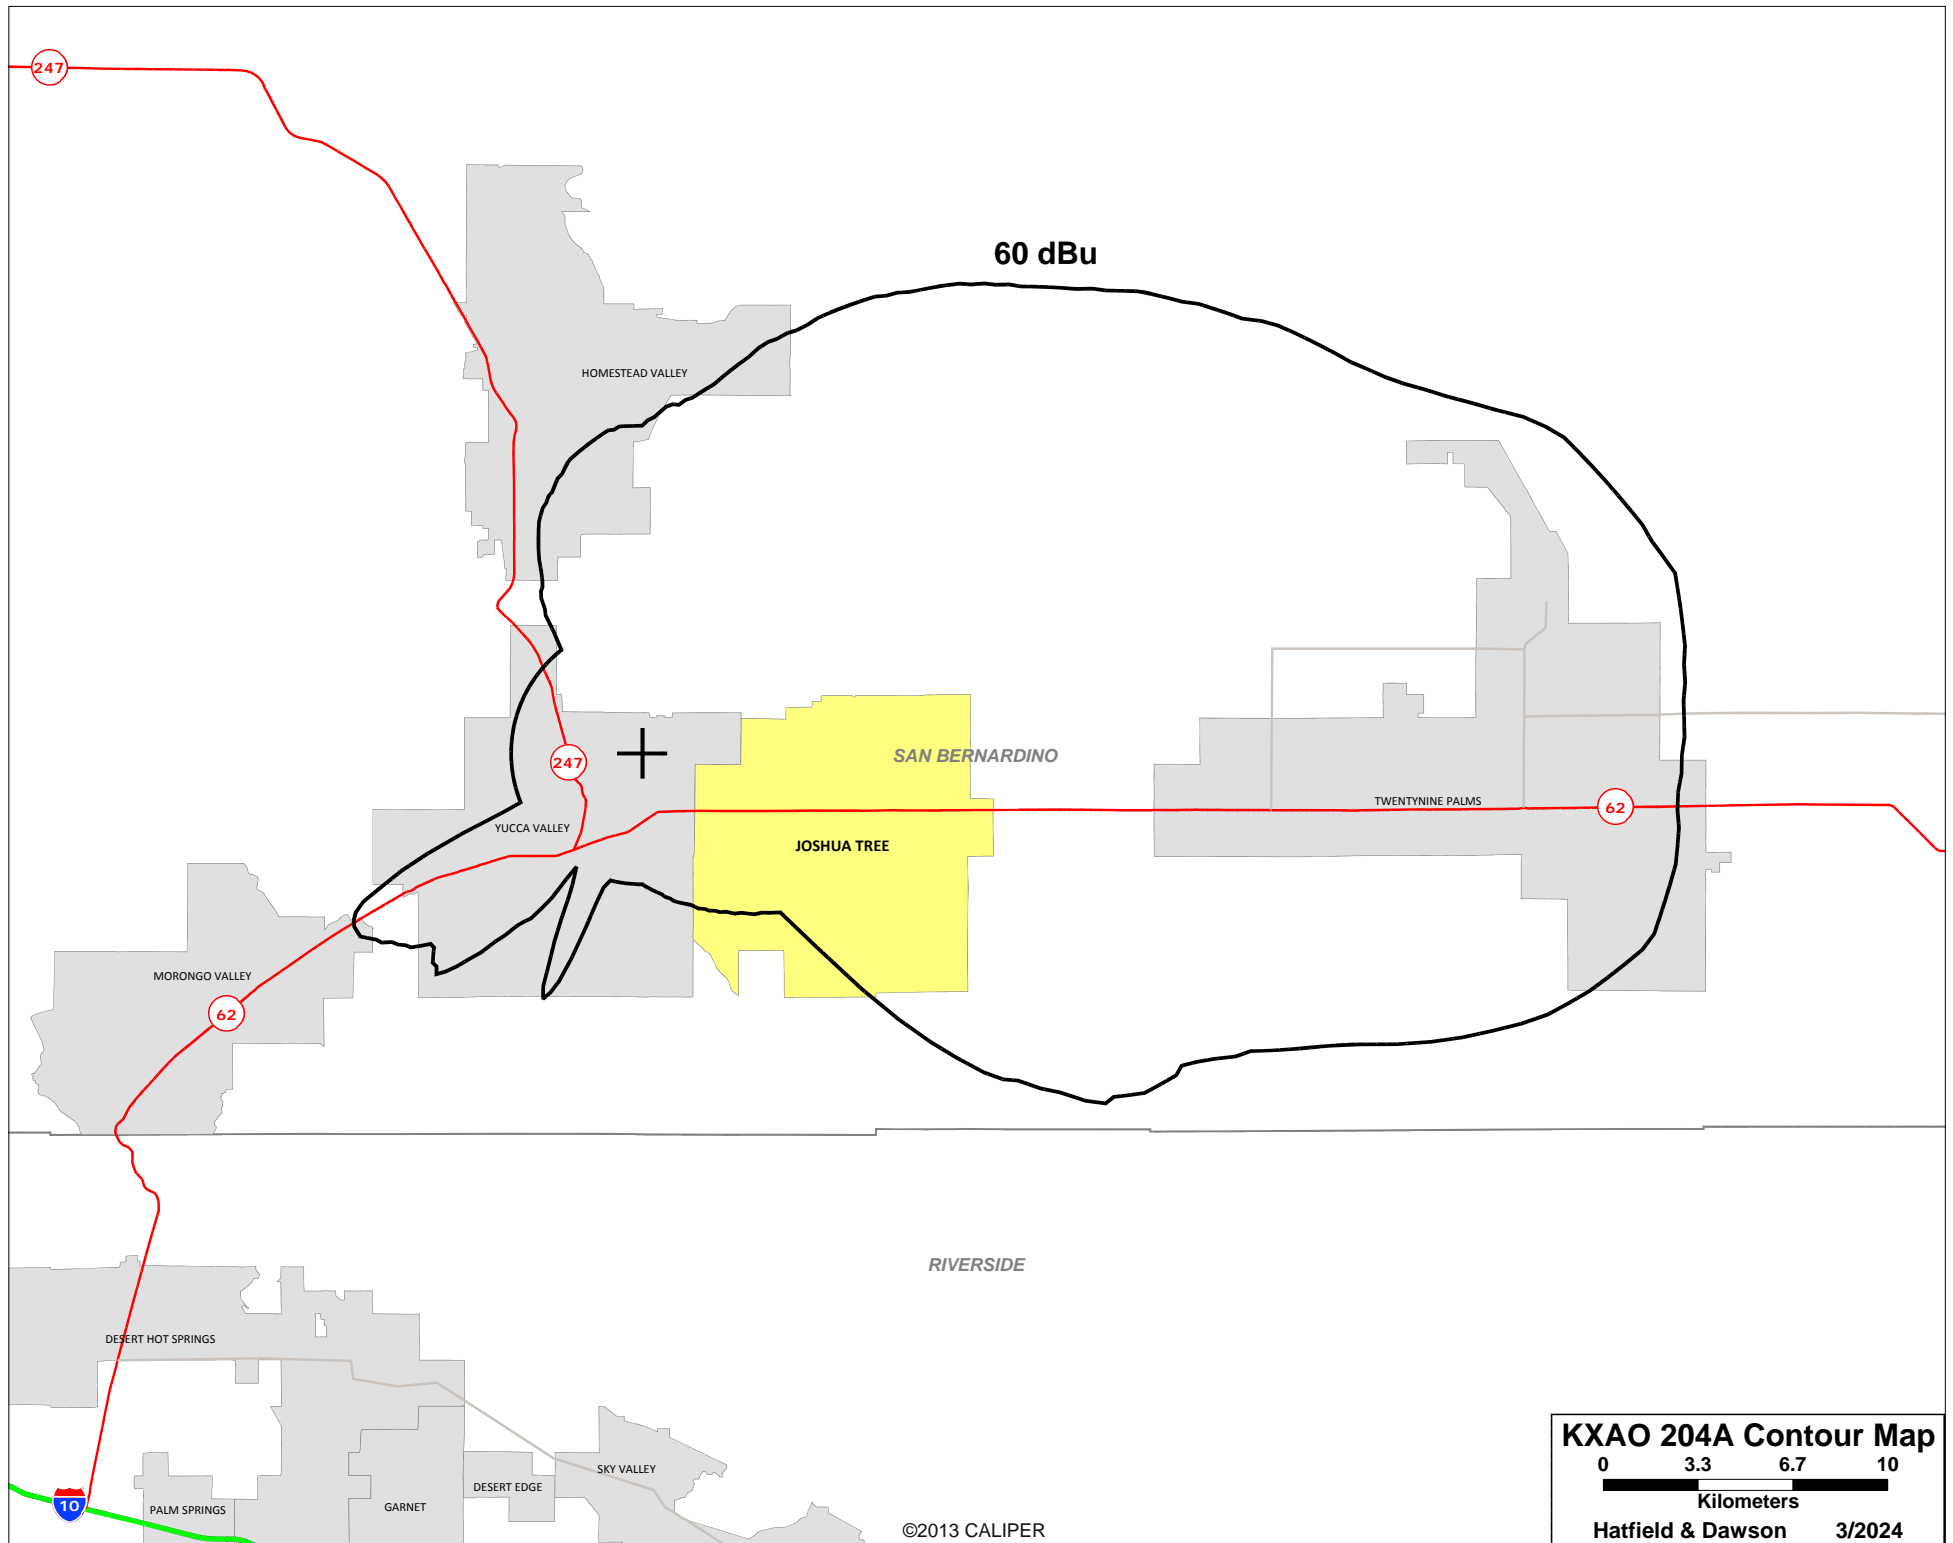 247
60 dBu
HOMESTEAD VALLEY
SAN BERNARDINO
247
TWENTYNINE PALMS
62
YUCCA VALLEY
JOSHUA TREE
MORONGO VALLEY
62
RIVERSIDE
DESERT HOT SPRINGS
SKY VALLEY
DESERT EDGE
GARNET
PALM SPRINGS
10
©2013 CALIPER
KXAO 204A Contour Map
0 3.3 6.7 10
Kilometers
Hatfield & Dawson 3/2024